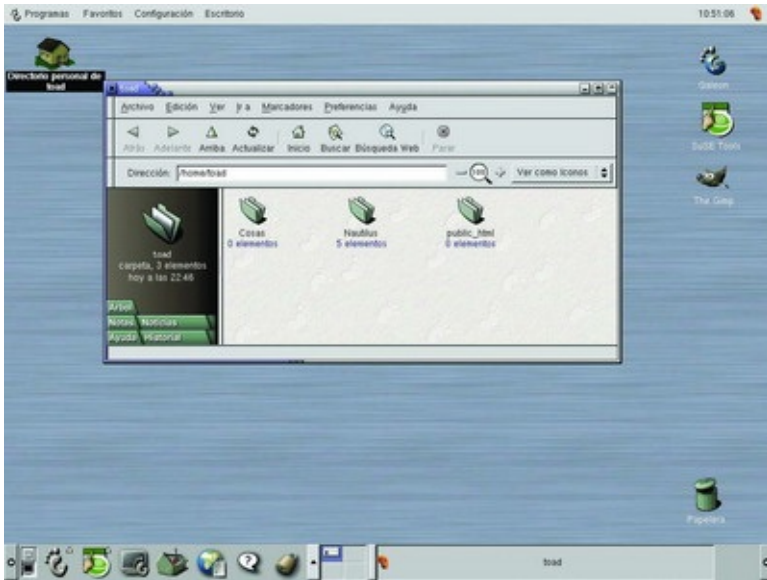 Programas Favoritos Configuración Escritorio 10:51:06
Directorio personal de
toad
Galeon
SuSE Tools
The Gimp
toad
Archivo Edición Ver Ir a Marcadores Preferencias Ayuda
Atrás Adelante Arriba Actualizar Inicio Buscar Búsqueda Web Parar
Dirección: /home/toad 100 Ver como Iconos
toad
carpeta, 3 elementos
hoy a las 22:46
Cosas
0 elementos
Nautilus
5 elementos
public_html
0 elementos
Árbol
Notas Noticias
Ayuda Historial
Papelera
toad